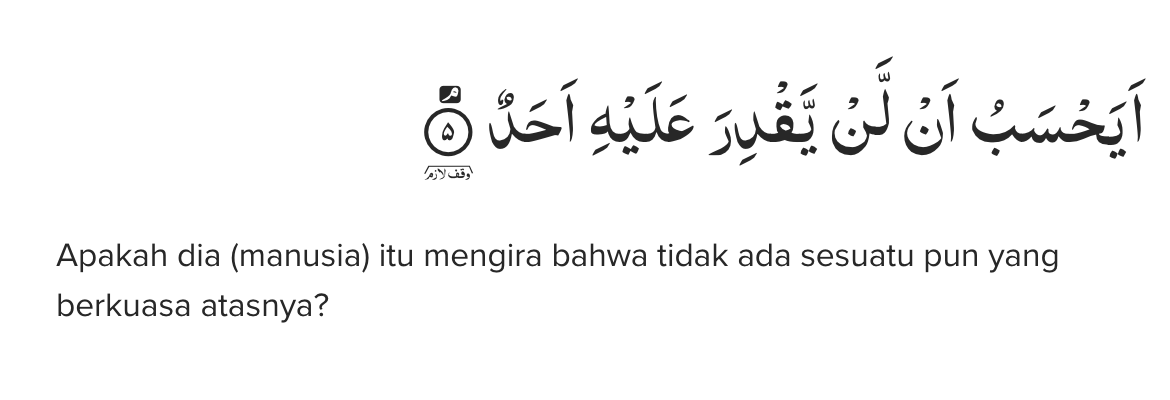 اَيَحْسَبُ اَنْ لَّنْ يَّقْدِرَ عَلَيْهِ اَحَدٌ ۘ ٥
وقف لازم
Apakah dia (manusia) itu mengira bahwa tidak ada sesuatu pun yang
berkuasa atasnya?